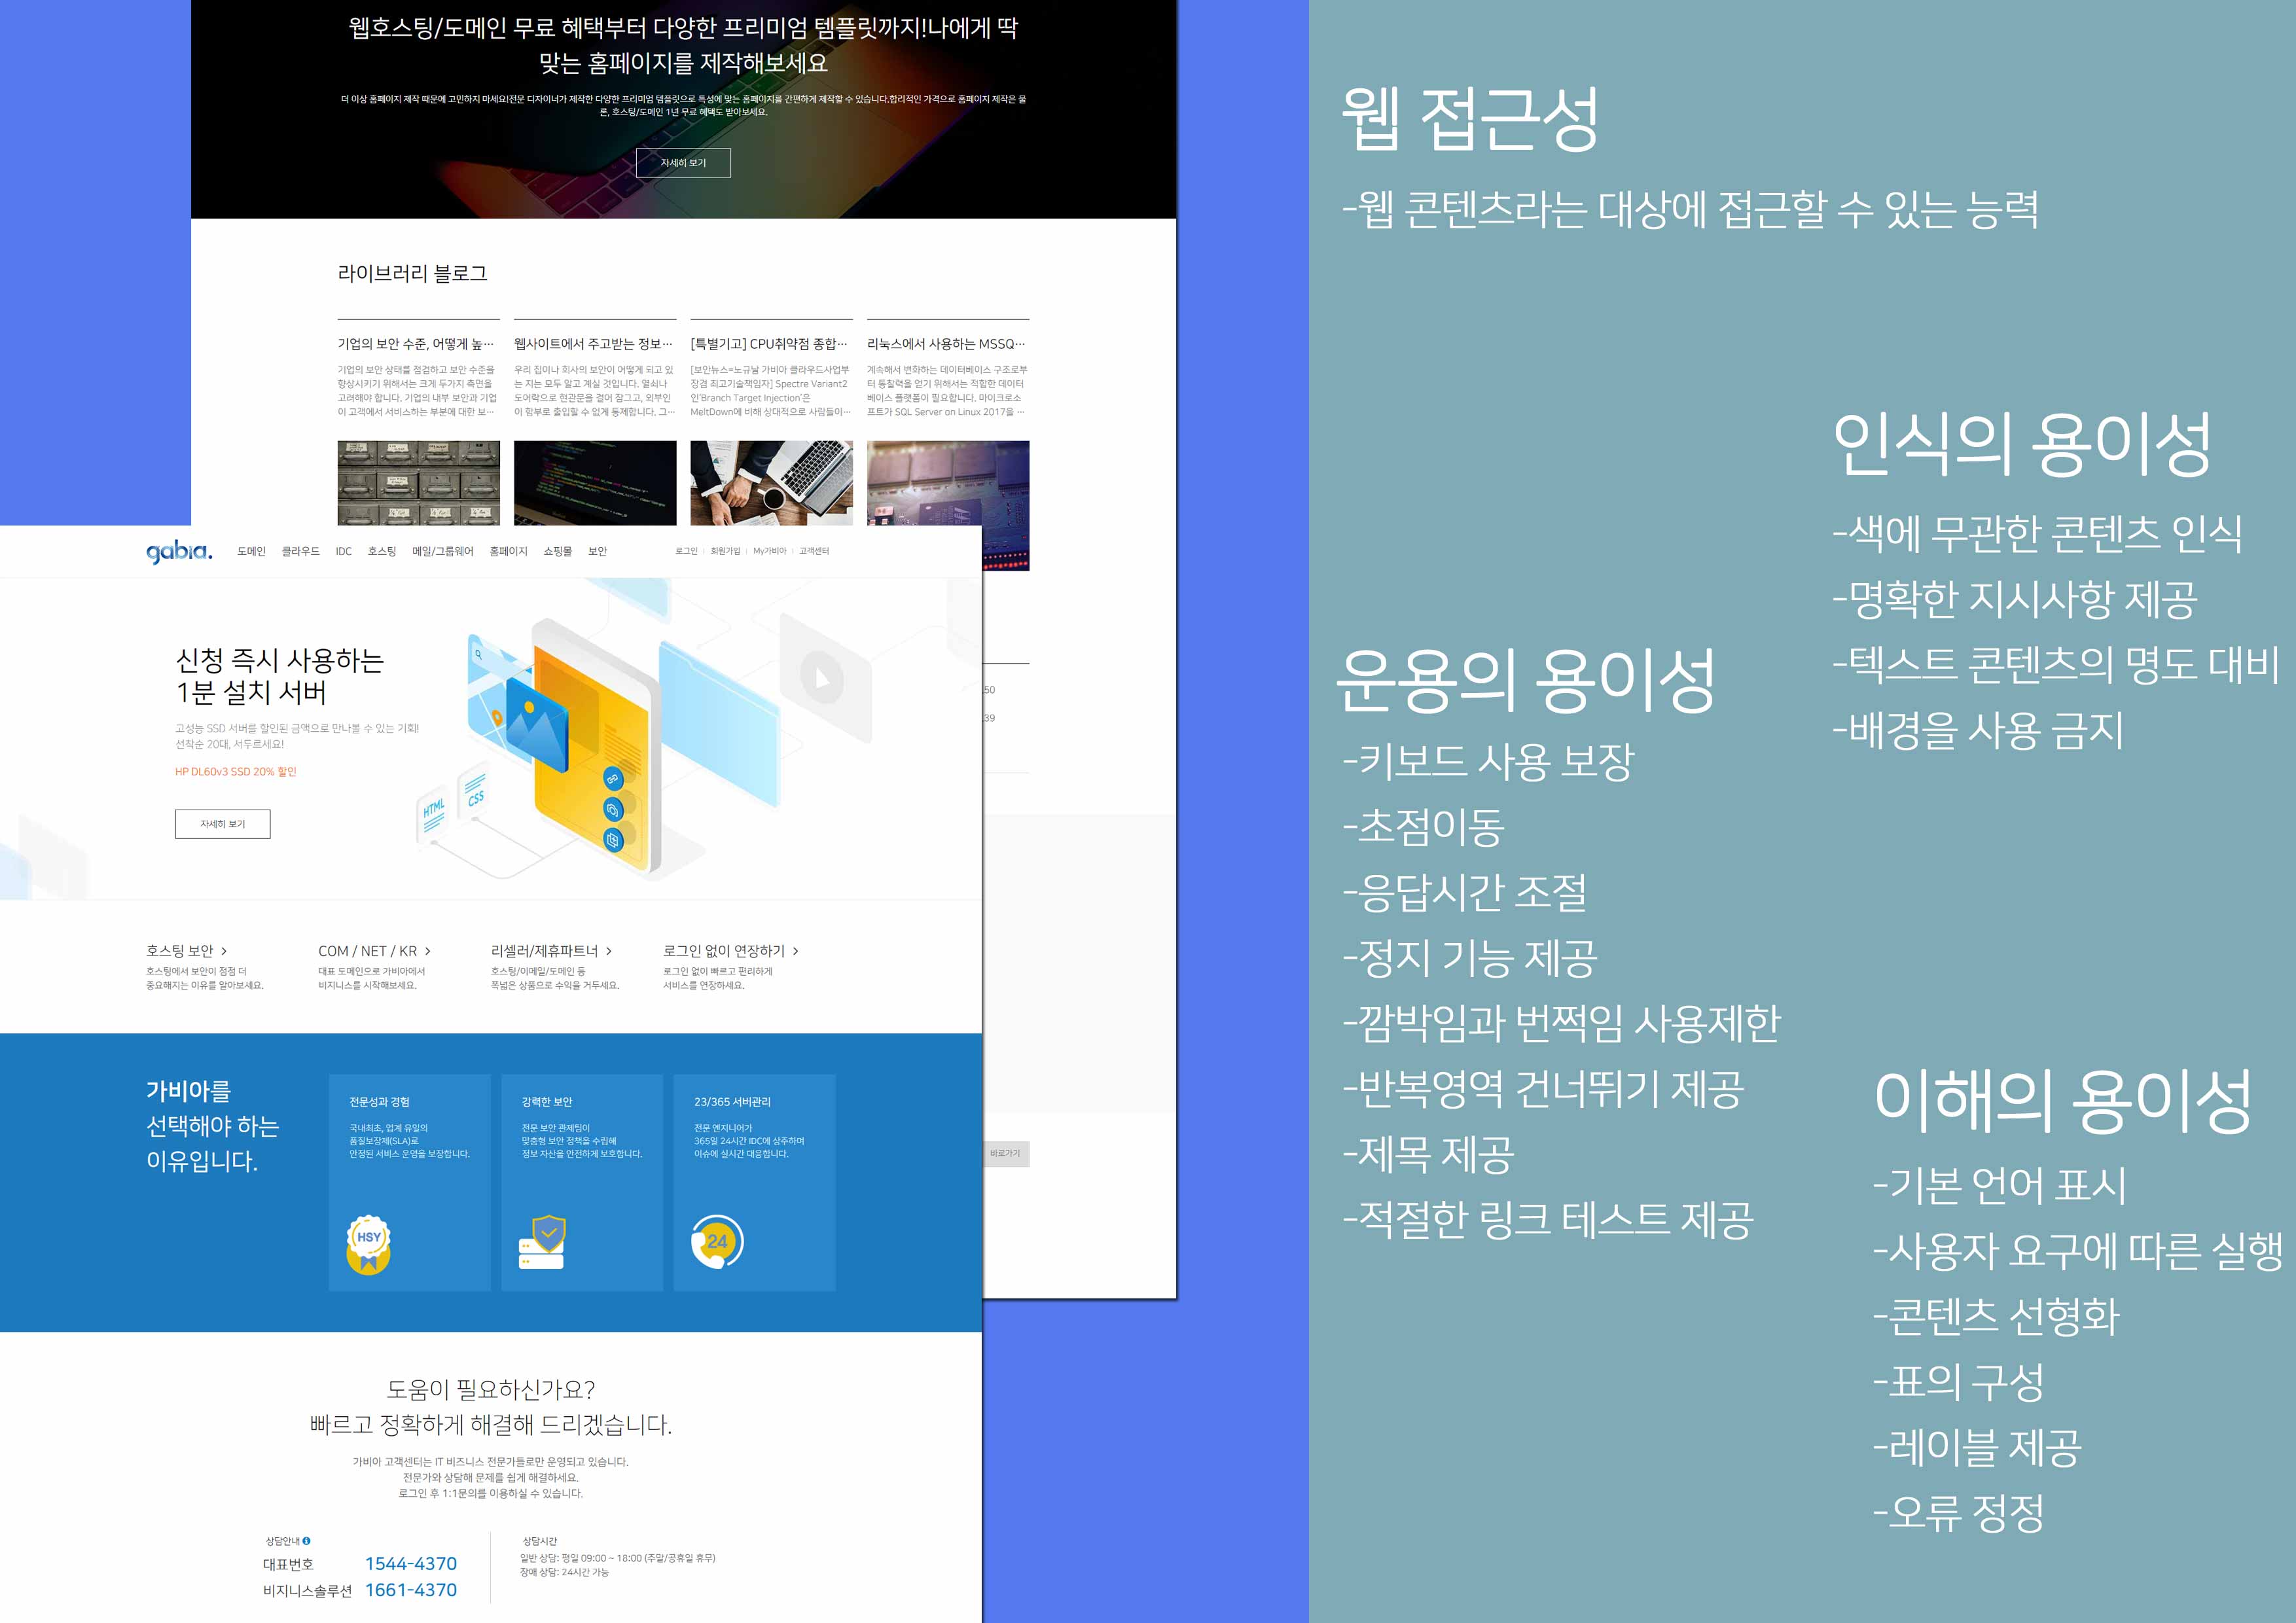 웹호스팅/도메인 무료 혜택부터 다양한 프리미엄 템플릿까지!나에게 딱
맞는 홈페이지를 제작해보세요
더 이상 홈페이지 제작 때문에 고민하지 마세요!전문 디자이너가 제작한 다양한 프리미엄 템플릿으로 특성에 맞는 홈페이지를 간편하게 제작할 수 있습니다.합리적인 가격으로 홈페이지 제작은 물
론, 호스팅/도메인 1년 무료 혜택도 받아보세요.
자세히 보기
라이브러리 블로그
기업의 보안 수준, 어떻게 높…
기업의 보안 상태를 점검하고 보안 수준을
향상시키기 위해서는 크게 두가지 측면을
고려해야 합니다. 기업의 내부 보안과 기업
이 고객에서 서비스하는 부분에 대한 보…
웹사이트에서 주고받는 정보…
우리 집이나 회사의 보안이 어떻게 되고 있
는 지는 모두 알고 계실 것입니다. 열쇠나
도어락으로 현관문을 걸어 잠그고, 외부인
이 함부로 출입할 수 없게 통제합니다. 그…
[특별기고] CPU취약점 종합…
[보안뉴스=노규남 가비아 클라우드사업부
장겸 최고기술책임자] Spectre Variant2
인'Branch Target Injection'은
MeltDown에 비해 상대적으로 사람들이…
리눅스에서 사용하는 MSSQ…
계속해서 변화하는 데이터베이스 구조로부
터 통찰력을 얻기 위해서는 적합한 데이터
베이스 플랫폼이 필요합니다. 마이크로소
프트가 SQL Server on Linux 2017을 …
gabia.
도메인 클라우드 IDC 호스팅 메일/그룹웨어 홈페이지 쇼핑몰 보안
로그인 | 회원가입 | My가비아 | 고객센터
신청 즉시 사용하는
1분 설치 서버
고성능 SSD 서버를 할인된 금액으로 만나볼 수 있는 기회!
선착순 20대, 서두르세요!
HP DL60v3 SSD 20% 할인
자세히 보기
HTML
CSS
50
39
호스팅 보안 >
호스팅에서 보안이 점점 더
중요해지는 이유를 알아보세요.
COM / NET / KR >
대표 도메인으로 가비아에서
비지니스를 시작해보세요.
리셀러/제휴파트너 >
호스팅/이메일/도메인 등
폭넓은 상품으로 수익을 거두세요.
로그인 없이 연장하기 >
로그인 없이 빠르고 편리하게
서비스를 연장하세요.
가비아를
선택해야 하는
이유입니다.
전문성과 경험
국내최초, 업계 유일의
품질보장제(SLA)로
안정된 서비스 운영을 보장합니다.
HSY
강력한 보안
전문 보안 관제팀이
맞춤형 보안 정책을 수립해
정보 자산을 안전하게 보호합니다.
23/365 서버관리
전문 엔지니어가
365일 24시간 IDC에 상주하며
이슈에 실시간 대응합니다.
24
바로가기
도움이 필요하신가요?
빠르고 정확하게 해결해 드리겠습니다.
가비아 고객센터는 IT 비즈니스 전문가들로만 운영되고 있습니다.
전문가와 상담해 문제를 쉽게 해결하세요.
로그인 후 1:1문의를 이용하실 수 있습니다.
상담안내
대표번호 1544-4370
비지니스솔루션 1661-4370
상담시간
일반 상담: 평일 09:00 ~ 18:00 (주말/공휴일 휴무)
장애 상담: 24시간 가능
웹 접근성
-웹 콘텐츠라는 대상에 접근할 수 있는 능력
인식의 용이성
-색에 무관한 콘텐츠 인식
-명확한 지시사항 제공
-텍스트 콘텐츠의 명도 대비
-배경을 사용 금지
운용의 용이성
-키보드 사용 보장
-초점이동
-응답시간 조절
-정지 기능 제공
-깜박임과 번쩍임 사용제한
-반복영역 건너뛰기 제공
-제목 제공
-적절한 링크 테스트 제공
이해의 용이성
-기본 언어 표시
-사용자 요구에 따른 실행
-콘텐츠 선형화
-표의 구성
-레이블 제공
-오류 정정